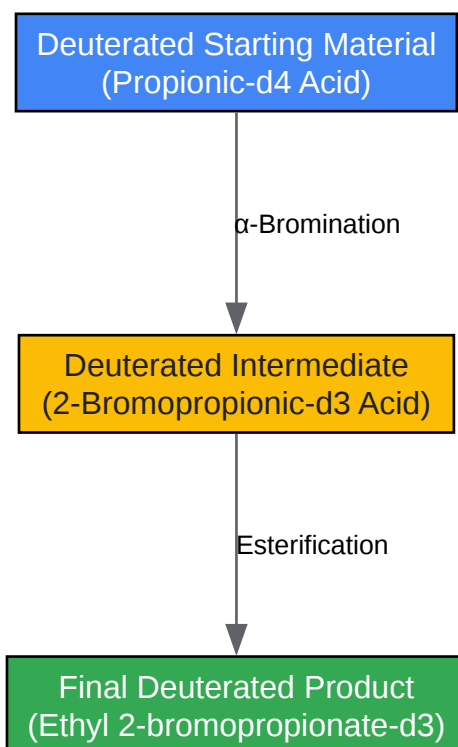 Deuterated Starting Material
(Propionic-d4 Acid)
α-Bromination
Deuterated Intermediate
(2-Bromopropionic-d3 Acid)
Esterification
Final Deuterated Product
(Ethyl 2-bromopropionate-d3)